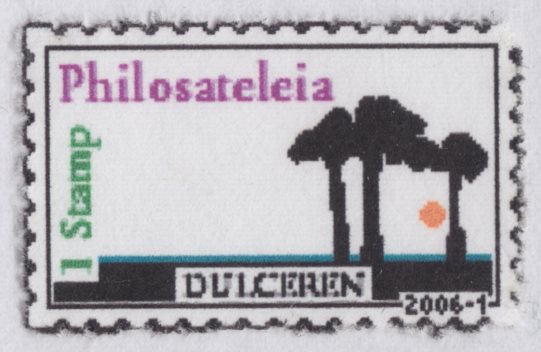 Philosateleia
1 Stamp
DULCEREN
2006-1